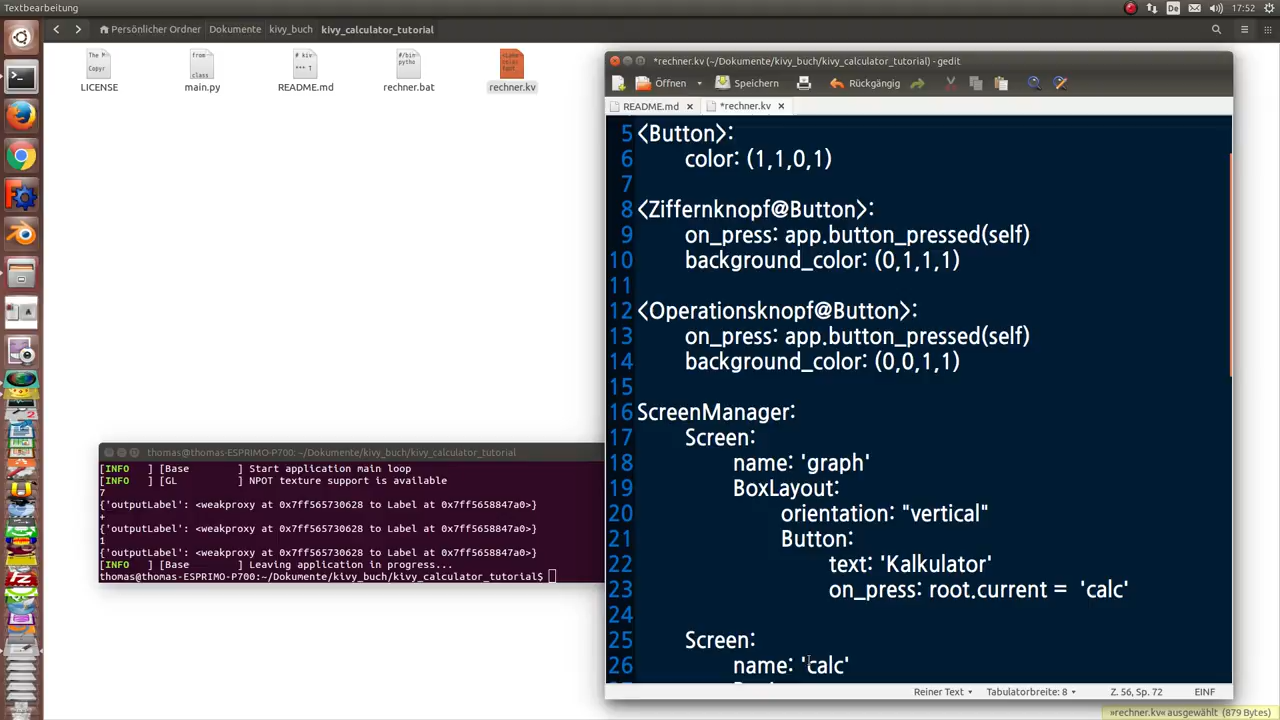 Textbearbeitung
De
17:52
Persönlicher Ordner
Dokumente
kivy_buch
kivy_calculator_tutorial
LICENSE
main.py
README.md
rechner.bat
rechner.kv
*rechner.kv (~/Dokumente/kivy_buch/kivy_calculator_tutorial) - gedit
Öffnen
Speichern
Rückgängig
README.md
*rechner.kv
5 <Button>:
6 color: (1,1,0,1)
7
8 <Ziffernknopf@Button>:
9 on_press: app.button_pressed(self)
10 background_color: (0,1,1,1)
11
12 <Operationsknopf@Button>:
13 on_press: app.button_pressed(self)
14 background_color: (0,0,1,1)
15
16 ScreenManager:
17 Screen:
18 name: 'graph'
19 BoxLayout:
20 orientation: "vertical"
21 Button:
22 text: 'Kalkulator'
23 on_press: root.current = 'calc'
24
25 Screen:
26 name: 'calc'
Reiner Text
Tabulatorbreite: 8
Z. 56, Sp. 72
EINF
»rechner.kv« ausgewählt (879 Bytes)
thomas@thomas-ESPRIMO-P700: ~/Dokumente/kivy_buch/kivy_calculator_tutorial
[INFO ] [Base ] Start application main loop
[INFO ] [GL ] NPOT texture support is available
7
{'outputLabel': <weakproxy at 0x7ff565730628 to Label at 0x7ff5658847a0>}
+
{'outputLabel': <weakproxy at 0x7ff565730628 to Label at 0x7ff5658847a0>}
1
{'outputLabel': <weakproxy at 0x7ff565730628 to Label at 0x7ff5658847a0>}
[INFO ] [Base ] Leaving application in progress...
thomas@thomas-ESPRIMO-P700:~/Dokumente/kivy_buch/kivy_calculator_tutorial$